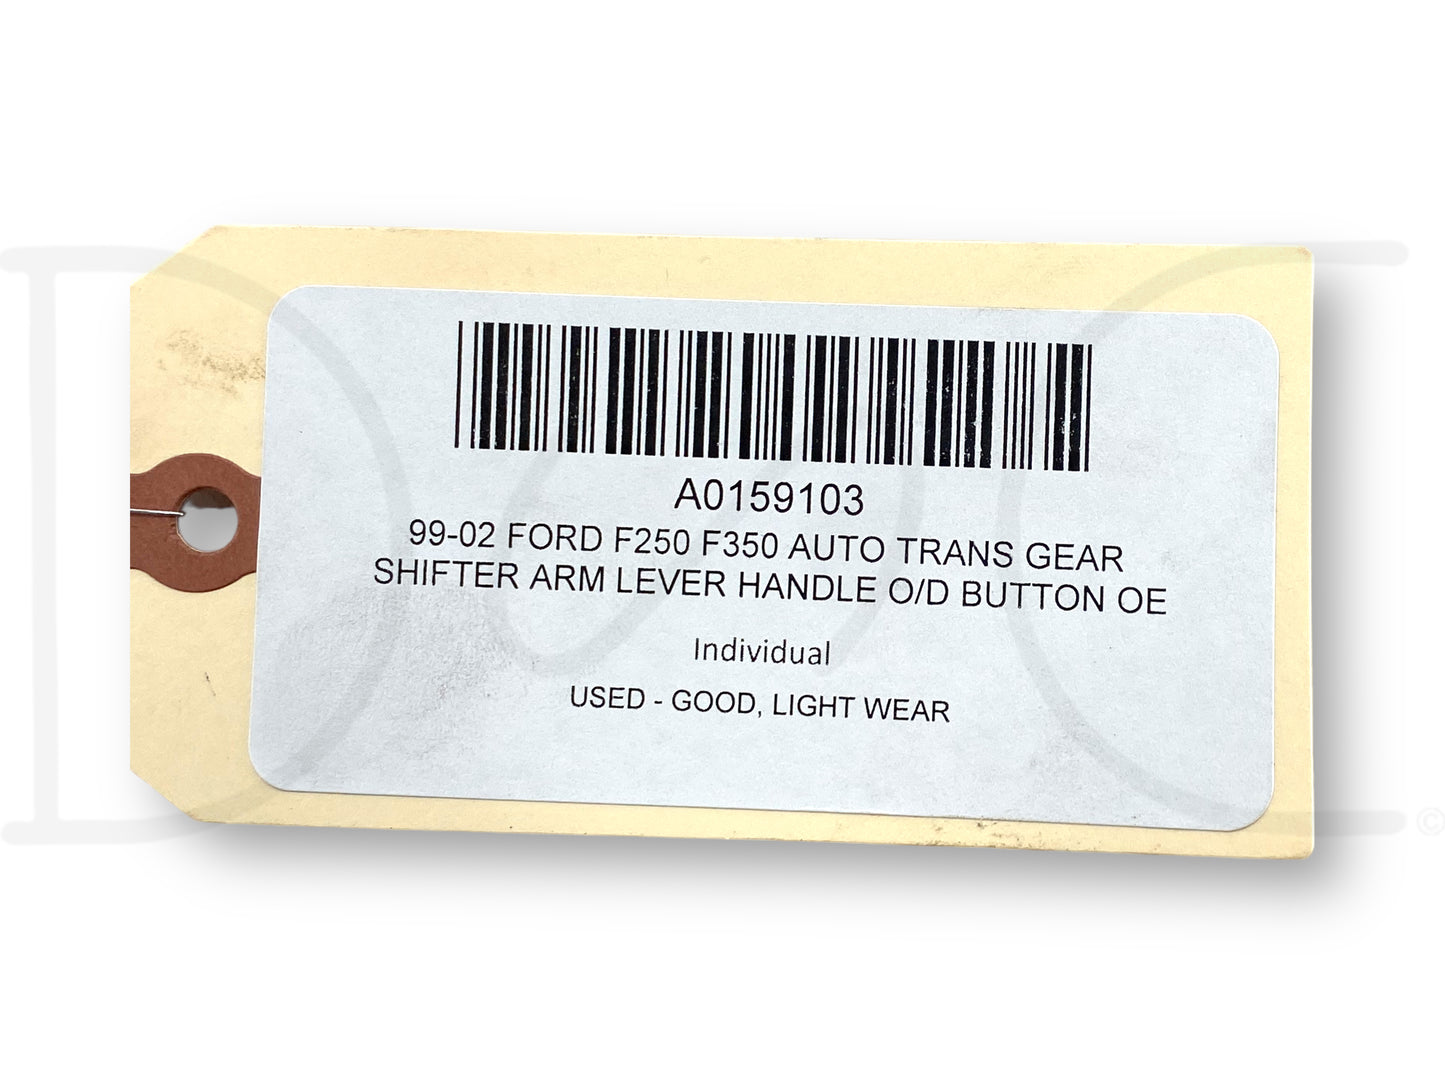 A0159103
99-02 FORD F250 F350 AUTO TRANS GEAR
SHIFTER ARM LEVER HANDLE O/D BUTTON OE
Individual
USED - GOOD, LIGHT WEAR
©